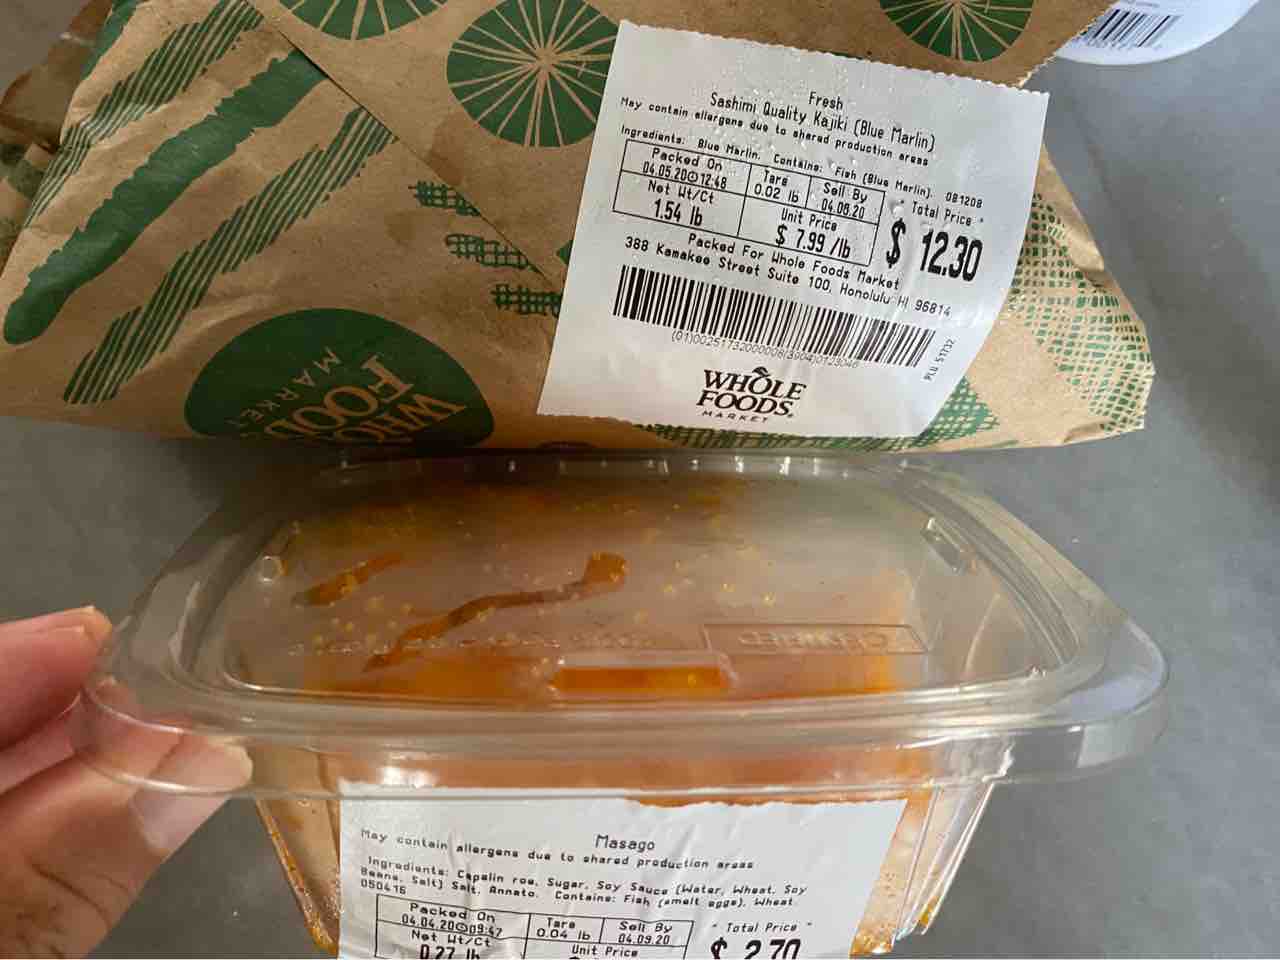 Fresh
Sashimi Quality Kajiki (Blue Marlin)
May contain allergens due to shared production areas
Ingredients: Blue Marlin. Contains: Fish (Blue Marlin). 081208
Packed On
04.05.20 12:48
Tare
0.02 lb
Sell By
04.06.20
Net Wt/Ct
1.54 lb
Unit Price
$ 7.99 /lb
* Total Price *
$ 12.30
Packed For Whole Foods Market
388 Kamakee Street Suite 100, Honolulu HI 96814
PLU 51732
WHOLE
FOODS
MARKET
WHOLE
FOODS
MARKET
CERTIFIED
Masago
May contain allergens due to shared production areas
Ingredients: Capelin roe, Sugar, Soy Sauce (Water, Wheat, Soy
Beans, Salt) Salt, Annato. Contains: Fish (smelt eggs), Wheat.
050416
Packed On
04.04.20 09:47
Tare
0.04 lb
Sell By
04.09.20
Net Wt/Ct
0.27 lb
Unit Price
* Total Price *
$ 2.70